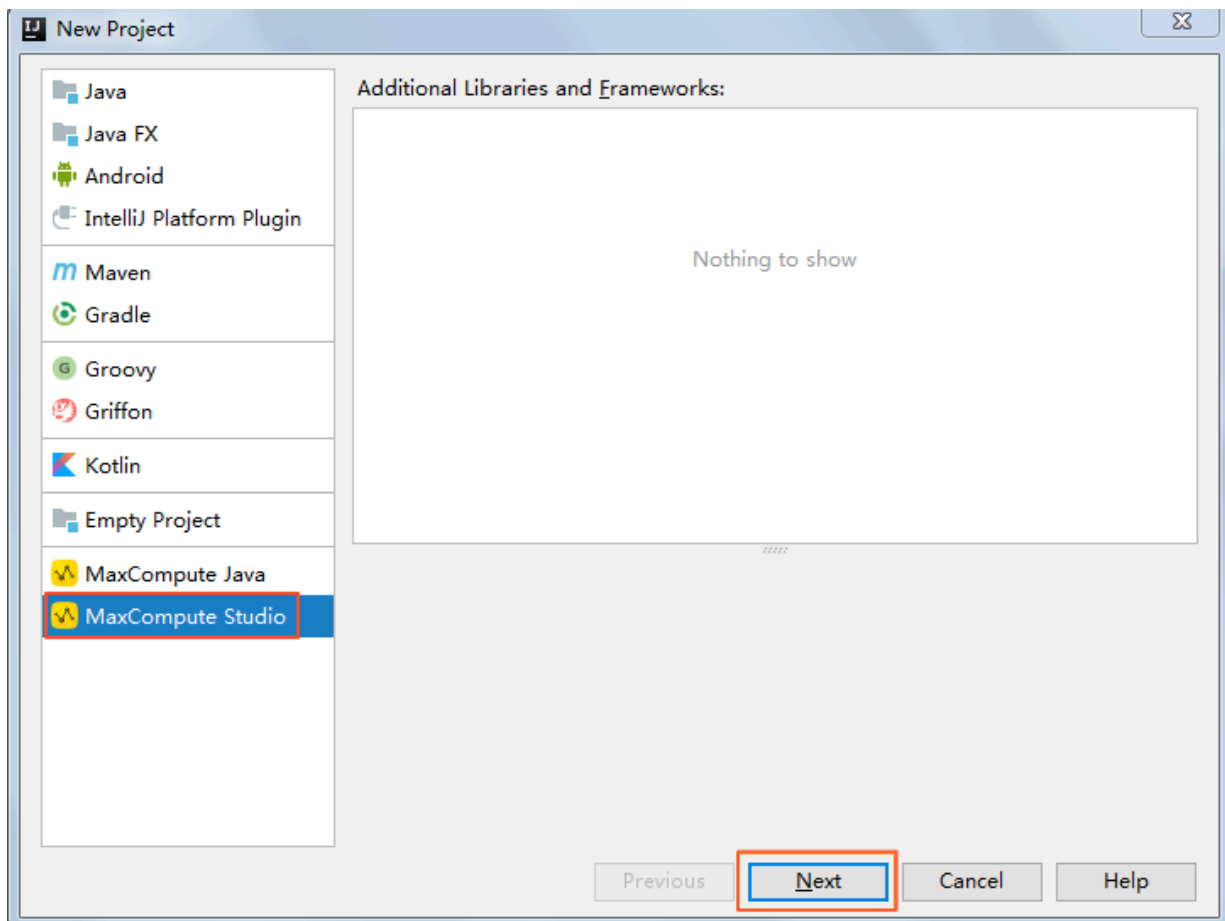 New Project
Java
Java FX
Android
IntelliJ Platform Plugin
Maven
Gradle
Groovy
Griffon
Kotlin
Empty Project
MaxCompute Java
MaxCompute Studio
Additional Libraries and Frameworks:
Nothing to show
Previous Next Cancel Help